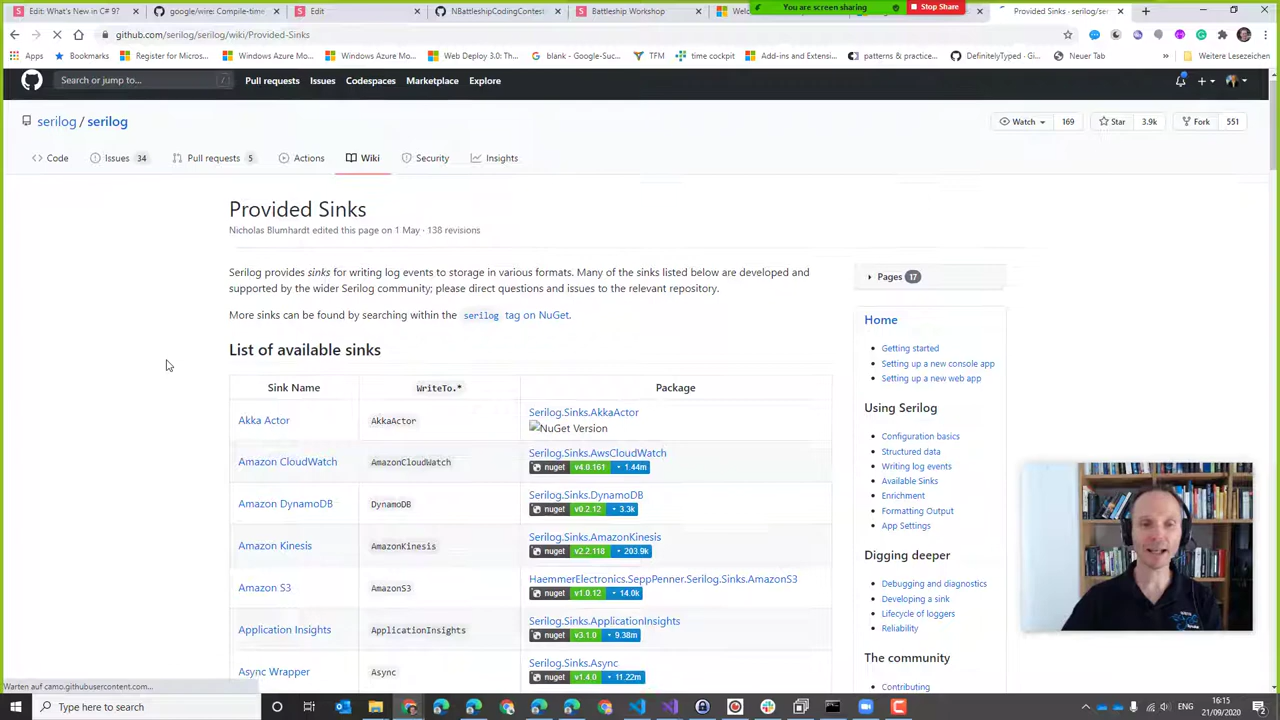 Edit: What's New in C# 9?
google/wire: Compile-time
Edit
NBattleshipCodingContest
Battleship Workshop
You are screen sharing
Stop Share
Provided Sinks · serilog/ser
github.com/serilog/serilog/wiki/Provided-Sinks
Apps
Bookmarks
Register for Micros...
Windows Azure Mo...
Windows Azure Mo...
Web Deploy 3.0: Th...
blank - Google-Suc...
TFM
time cockpit
Add-ins and Extensi...
patterns & practice...
DefinitelyTyped - Gi...
Neuer Tab
Weitere Lesezeichen
Search or jump to...
/
Pull requests
Issues
Codespaces
Marketplace
Explore
serilog / serilog
Watch
169
Star
3.9k
Fork
551
Code
Issues 34
Pull requests 5
Actions
Wiki
Security
Insights
Provided Sinks
Nicholas Blumhardt edited this page on 1 May · 138 revisions
Serilog provides sinks for writing log events to storage in various formats. Many of the sinks listed below are developed and
supported by the wider Serilog community; please direct questions and issues to the relevant repository.
More sinks can be found by searching within the serilog tag on NuGet.
List of available sinks
Sink Name WriteTo.* Package
Akka Actor AkkaActor Serilog.Sinks.AkkaActor
NuGet Version
Amazon CloudWatch AmazonCloudWatch Serilog.Sinks.AwsCloudWatch
nuget v4.0.161 1.44m
Amazon DynamoDB DynamoDB Serilog.Sinks.DynamoDB
nuget v0.2.12 3.3k
Amazon Kinesis AmazonKinesis Serilog.Sinks.AmazonKinesis
nuget v2.2.118 203.9k
Amazon S3 AmazonS3 HaemmerElectronics.SeppPenner.Serilog.Sinks.AmazonS3
nuget v1.0.12 14.0k
Application Insights ApplicationInsights Serilog.Sinks.ApplicationInsights
nuget v3.1.0 9.38m
Async Wrapper Async Serilog.Sinks.Async
nuget v1.4.0 11.22m
Pages 17
Home
Getting started
Setting up a new console app
Setting up a new web app
Using Serilog
Configuration basics
Structured data
Writing log events
Available Sinks
Enrichment
Formatting Output
App Settings
Digging deeper
Debugging and diagnostics
Developing a sink
Lifecycle of loggers
Reliability
The community
Contributing
Warten auf camo.githubusercontent.com...
Type here to search
ENG
16:15
21/09/2020